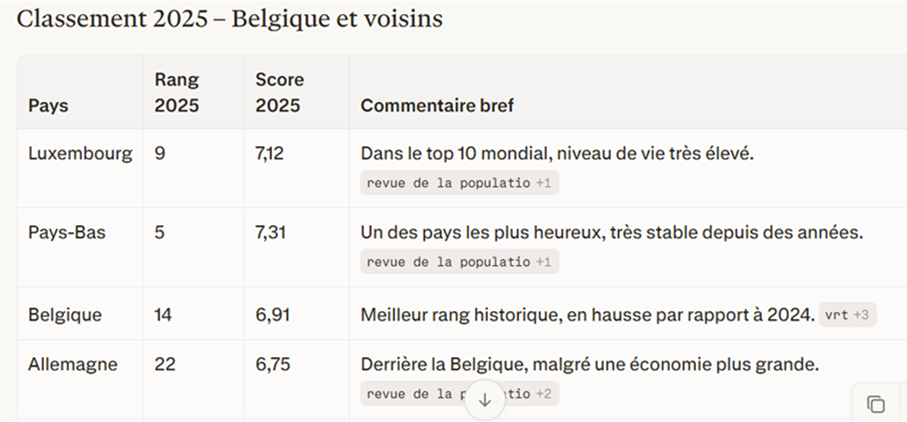 Classement 2025 – Belgique et voisins
Pays Rang 2025 Score 2025 Commentaire bref
Luxembourg 9 7,12 Dans le top 10 mondial, niveau de vie très élevé.
revue de la populatio +1
Pays-Bas 5 7,31 Un des pays les plus heureux, très stable depuis des années.
revue de la populatio +1
Belgique 14 6,91 Meilleur rang historique, en hausse par rapport à 2024. vrt +3
Allemagne 22 6,75 Derrière la Belgique, malgré une économie plus grande.
revue de la p tio +2